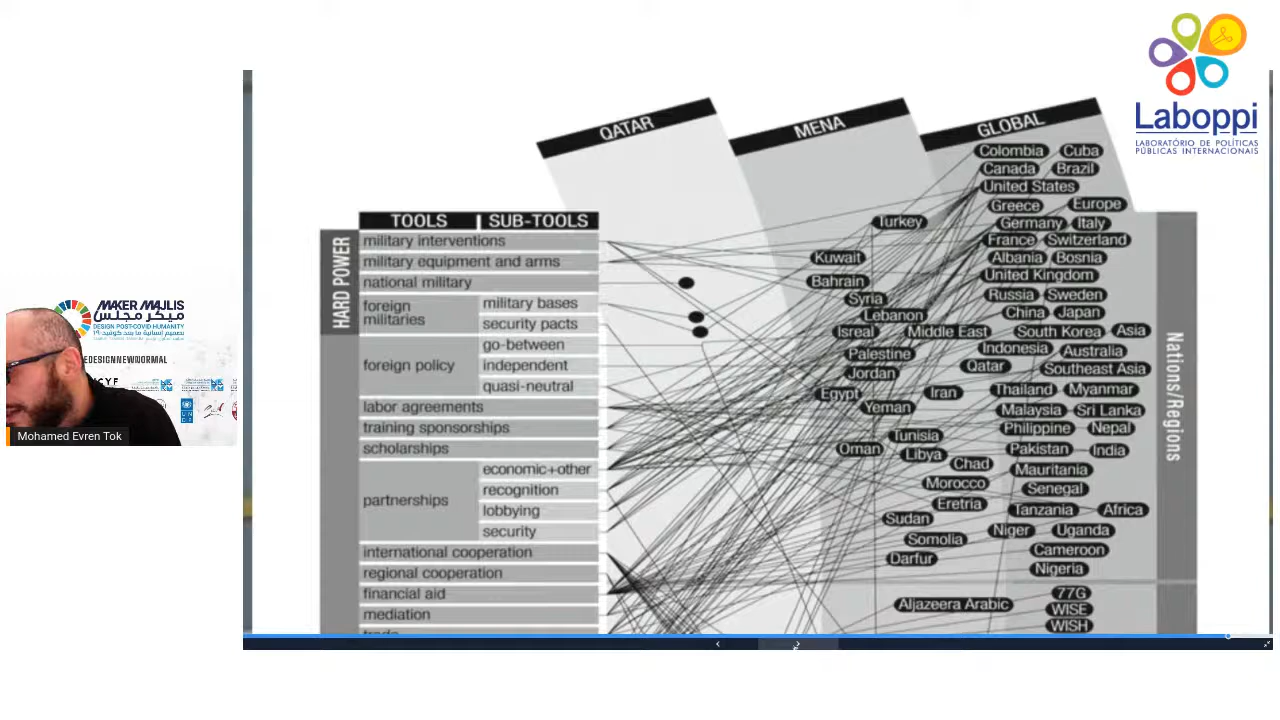 Laboppi
LABORATÓRIO DE POLÍTICAS
PÚBLICAS INTERNACIONAIS
QATAR
MENA
GLOBAL
TOOLS
SUB-TOOLS
HARD POWER
military interventions
military equipment and arms
national military
foreign militaries
military bases
security pacts
foreign policy
go-between
independent
quasi-neutral
labor agreements
training sponsorships
scholarships
partnerships
economic+other
recognition
lobbying
security
international cooperation
regional cooperation
financial aid
mediation
trade
Turkey
Kuwait
Bahrain
Syria
Lebanon
Isreal
Middle East
Palestine
Jordan
Egypt
Iran
Yeman
Tunisia
Oman
Libya
Chad
Morocco
Eretria
Sudan
Somolia
Darfur
Aljazeera Arabic
Colombia
Cuba
Canada
Brazil
United States
Greece
Europe
Germany
Italy
France
Switzerland
Albania
Bosnia
United Kingdom
Russia
Sweden
China
Japan
South Korea
Asia
Indonesia
Australia
Qatar
Southeast Asia
Thailand
Myanmar
Malaysia
Sri Lanka
Philippine
Nepal
Pakistan
India
Mauritania
Senegal
Tanzania
Africa
Niger
Uganda
Cameroon
Nigeria
77G
WISE
WISH
Nations/Regions
MAKER MAJLIS
ميكر مجلس
DESIGN POST-COVID HUMANITY
EDESIGNNEWNORMAL
Mohamed Evren Tok